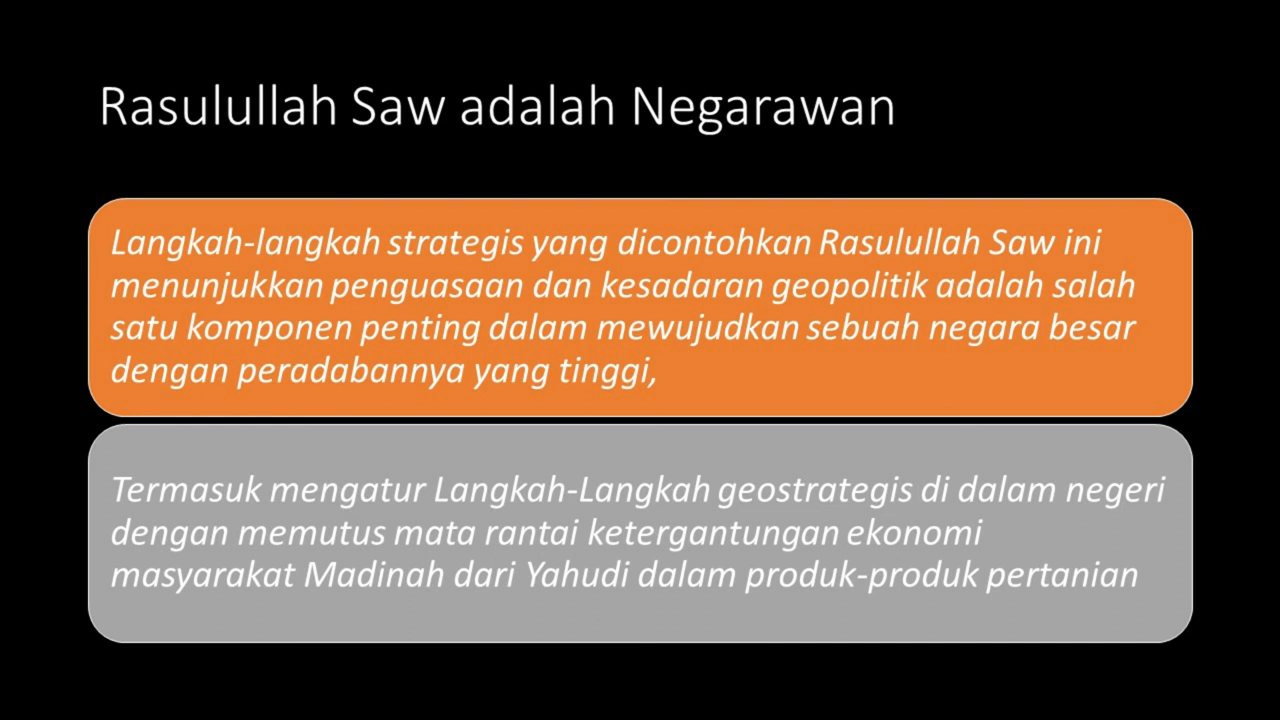 Rasulullah Saw adalah Negarawan
Langkah-langkah strategis yang dicontohkan Rasulullah Saw ini
menunjukkan penguasaan dan kesadaran geopolitik adalah salah
satu komponen penting dalam mewujudkan sebuah negara besar
dengan peradabannya yang tinggi,
Termasuk mengatur Langkah-Langkah geostrategis di dalam negeri
dengan memutus mata rantai ketergantungan ekonomi
masyarakat Madinah dari Yahudi dalam produk-produk pertanian